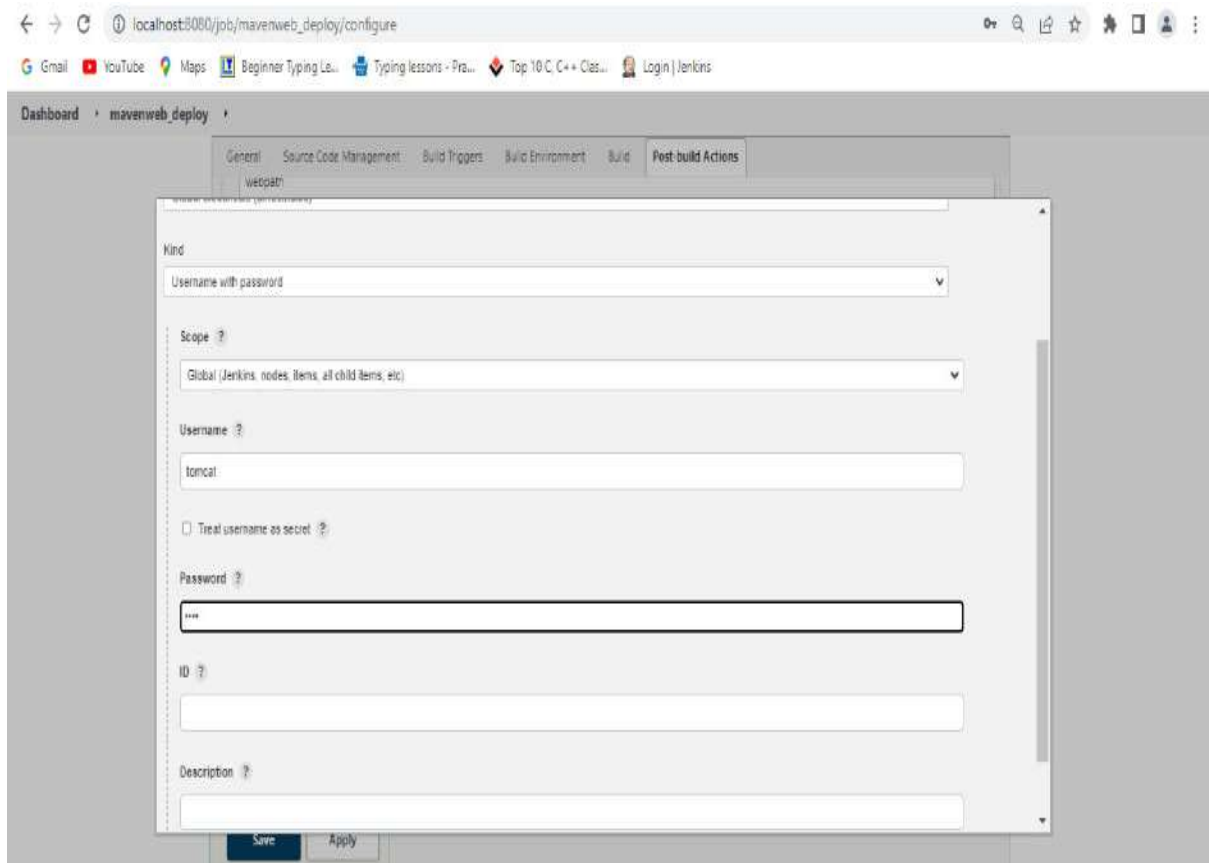 localhost:8080/job/mavenweb_deploy/configure
Gmail YouTube Maps Beginner Typing Le... Typing lessons - Pra... Top 10 C, C++ Clas... Login | Jenkins
Dashboard mavenweb_deploy
General Source Code Management Build Triggers Build Environment Build Post-build Actions
webpath
Kind
Username with password
Scope ?
Global (Jenkins, nodes, items, all child items, etc)
Username ?
tomcat
Treat username as secret ?
Password ?
••••
ID ?
Description ?
Save Apply